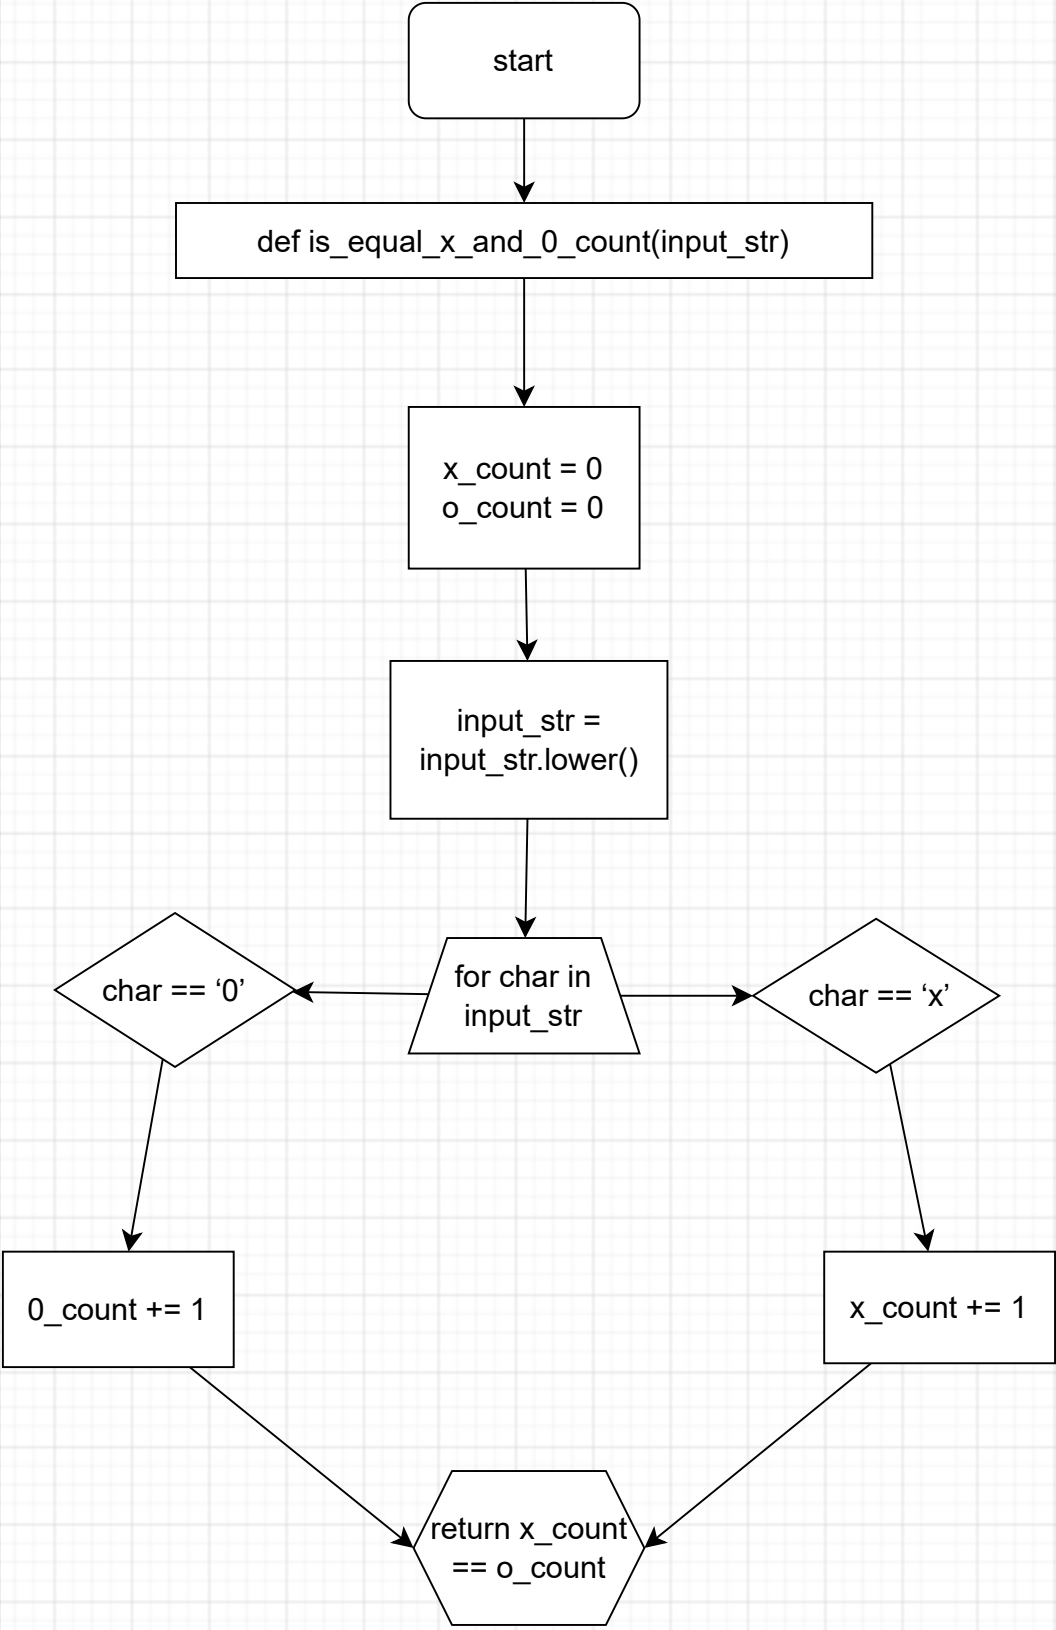 start
def is_equal_x_and_0_count(input_str)
x_count = 0
o_count = 0
input_str =
input_str.lower()
char == ‘0’
for char in
input_str
char == ‘x’
0_count += 1
x_count += 1
return x_count
== o_count